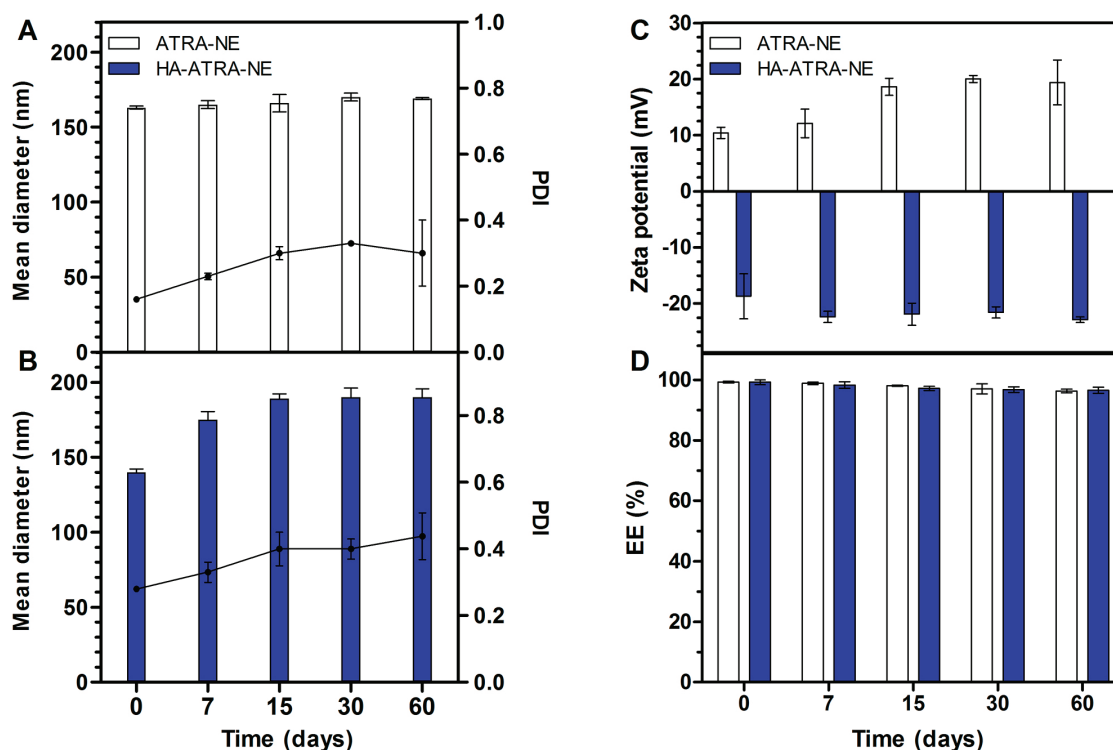 A
ATRA-NE
HA-ATRA-NE
Mean diameter (nm)
200
150
100
50
0
1.0
0.8
0.6
0.4
0.2
0.0
PDI
B
Mean diameter (nm)
200
150
100
50
0
0.8
0.6
0.4
0.2
0.0
PDI
0 7 15 30 60
Time (days)
C
ATRA-NE
HA-ATRA-NE
Zeta potential (mV)
30
20
10
0
-10
-20
D
EE (%)
100
80
60
40
20
0
0 7 15 30 60
Time (days)